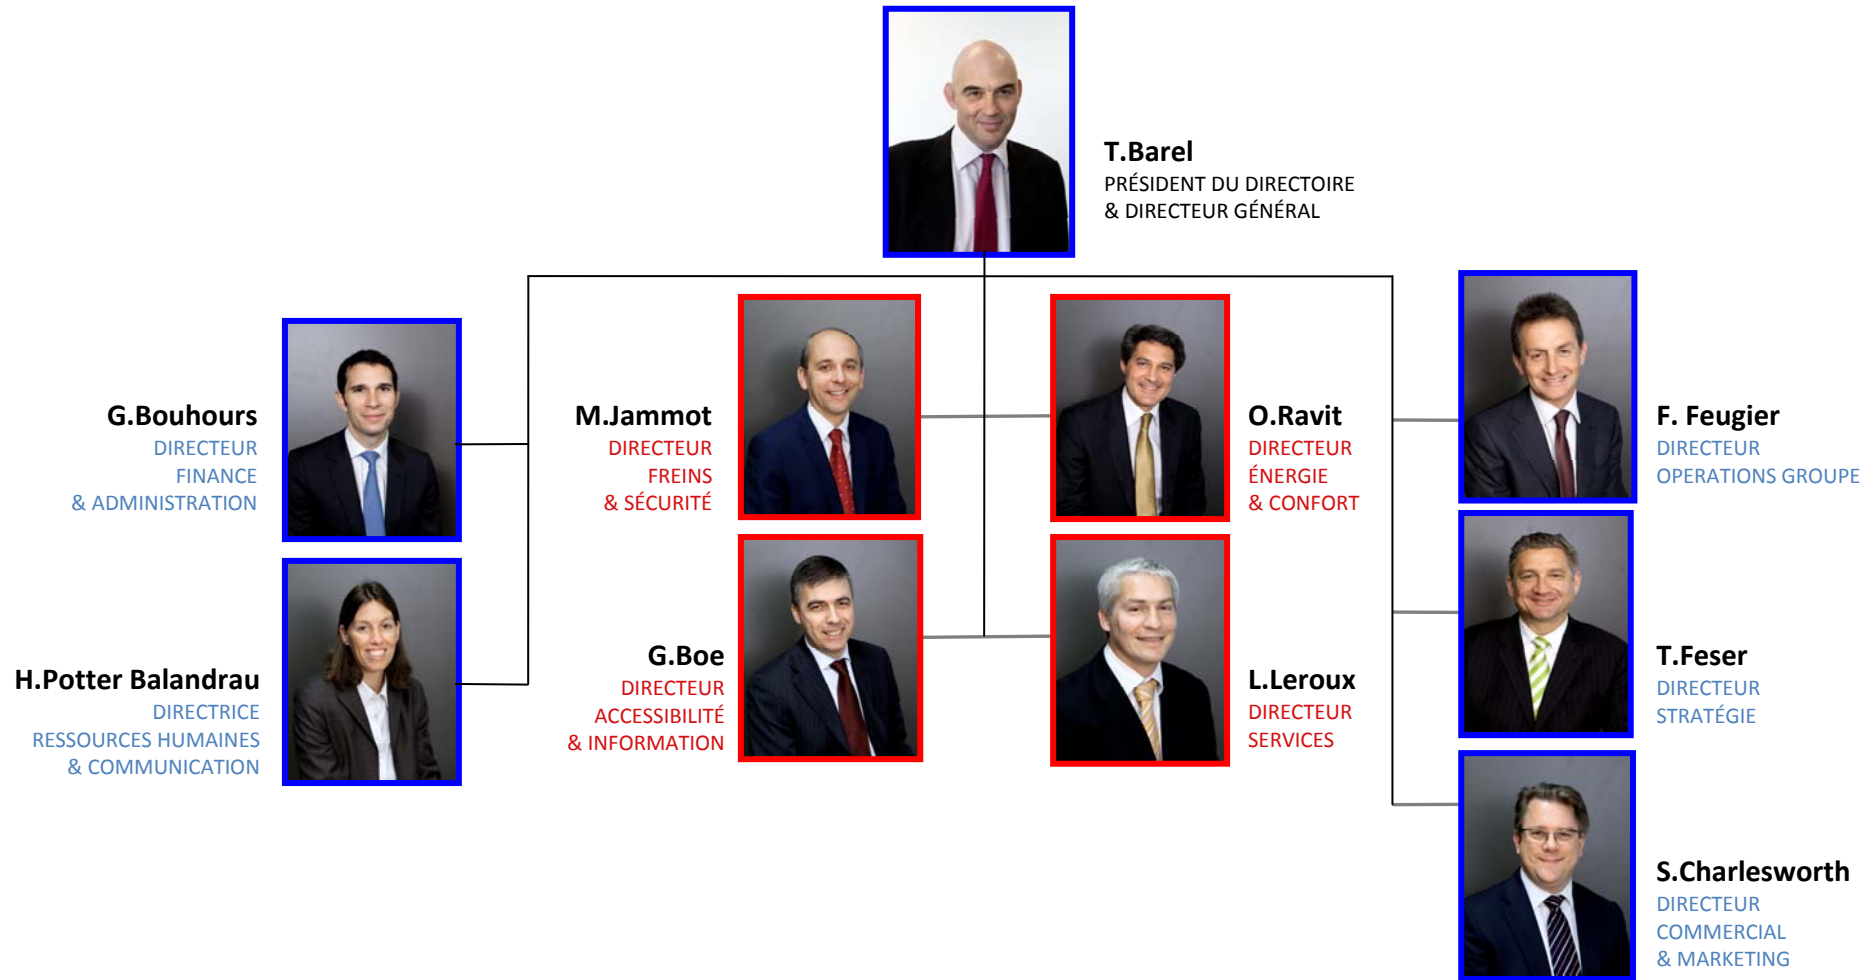 T.Barel
PRÉSIDENT DU DIRECTOIRE
& DIRECTEUR GÉNÉRAL
G.Bouhours
DIRECTEUR
FINANCE
& ADMINISTRATION
M.Jammot
DIRECTEUR
FREINS
& SÉCURITÉ
O.Ravit
DIRECTEUR
ÉNERGIE
& CONFORT
F. Feugier
DIRECTEUR
OPERATIONS GROUPE
H.Potter Balandrau
DIRECTRICE
RESSOURCES HUMAINES
& COMMUNICATION
G.Boe
DIRECTEUR
ACCESSIBILITÉ
& INFORMATION
L.Leroux
DIRECTEUR
SERVICES
T.Feser
DIRECTEUR
STRATÉGIE
S.Charlesworth
DIRECTEUR
COMMERCIAL
& MARKETING